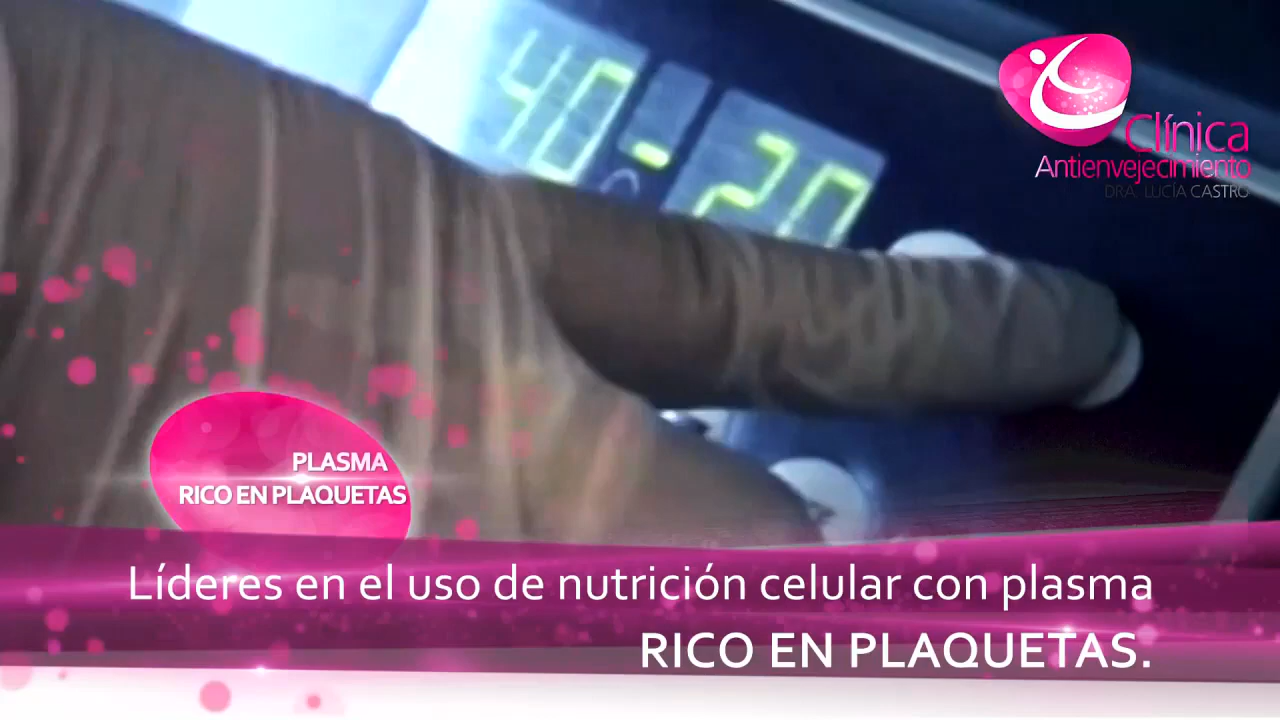 40-20
Clínica
Antienvejecimiento
DRA. LUCÍA CASTRO
PLASMA
RICO EN PLAQUETAS
Líderes en el uso de nutrición celular con plasma
RICO EN PLAQUETAS.